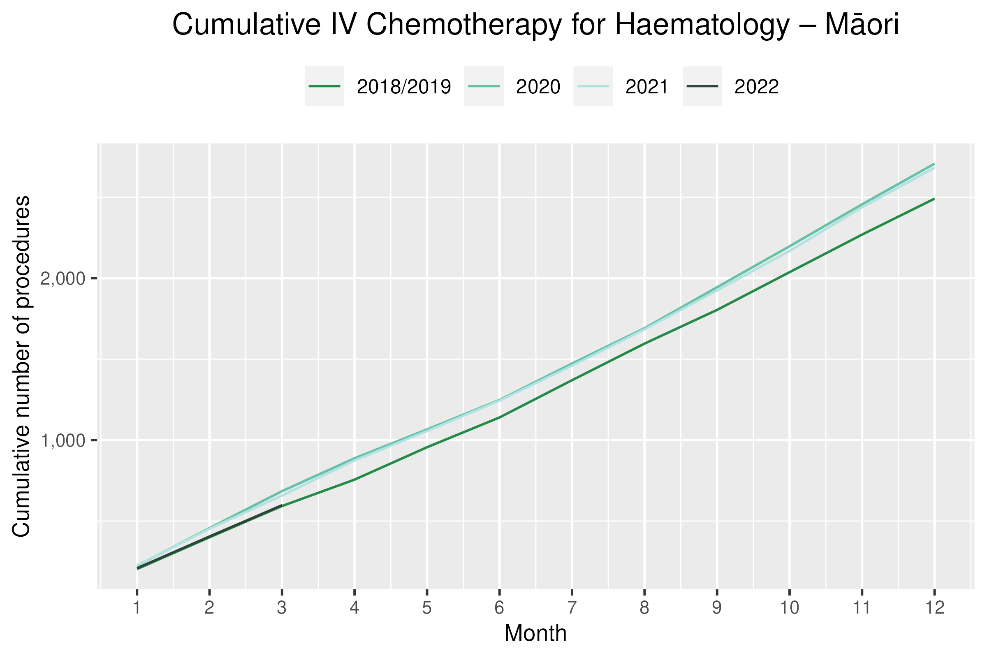 Cumulative IV Chemotherapy for Haematology – Māori
2018/2019 2020 2021 2022
Cumulative number of procedures
2,000
1,000
1 2 3 4 5 6 7 8 9 10 11 12
Month